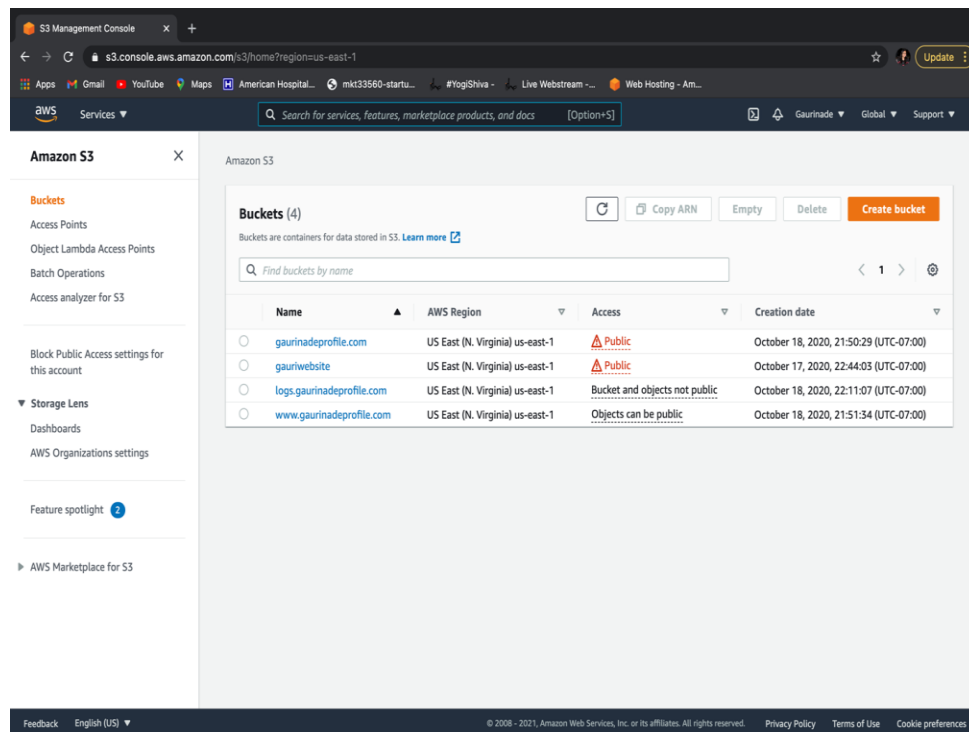 S3 Management Console
s3.console.aws.amazon.com/s3/home?region=us-east-1
Update
Apps Gmail YouTube Maps American Hospital... mkt33560-startu... #YogiShiva - Live Webstream -... Web Hosting - Am...
aws Services Search for services, features, marketplace products, and docs [Option+S] Gaurinade Global Support
Amazon S3
Buckets
Access Points
Object Lambda Access Points
Batch Operations
Access analyzer for S3
Block Public Access settings for
this account
Storage Lens
Dashboards
AWS Organizations settings
Feature spotlight 2
AWS Marketplace for S3
Amazon S3
Buckets (4)
Copy ARN Empty Delete Create bucket
Buckets are containers for data stored in S3. Learn more
Find buckets by name
1
Name AWS Region Access Creation date
gaurinadeprofile.com US East (N. Virginia) us-east-1 Public October 18, 2020, 21:50:29 (UTC-07:00)
gauriwebsite US East (N. Virginia) us-east-1 Public October 17, 2020, 22:44:03 (UTC-07:00)
logs.gaurinadeprofile.com US East (N. Virginia) us-east-1 Bucket and objects not public October 18, 2020, 22:11:07 (UTC-07:00)
www.gaurinadeprofile.com US East (N. Virginia) us-east-1 Objects can be public October 18, 2020, 21:51:34 (UTC-07:00)
Feedback English (US) © 2008 - 2021, Amazon Web Services, Inc. or its affiliates. All rights reserved. Privacy Policy Terms of Use Cookie preferences